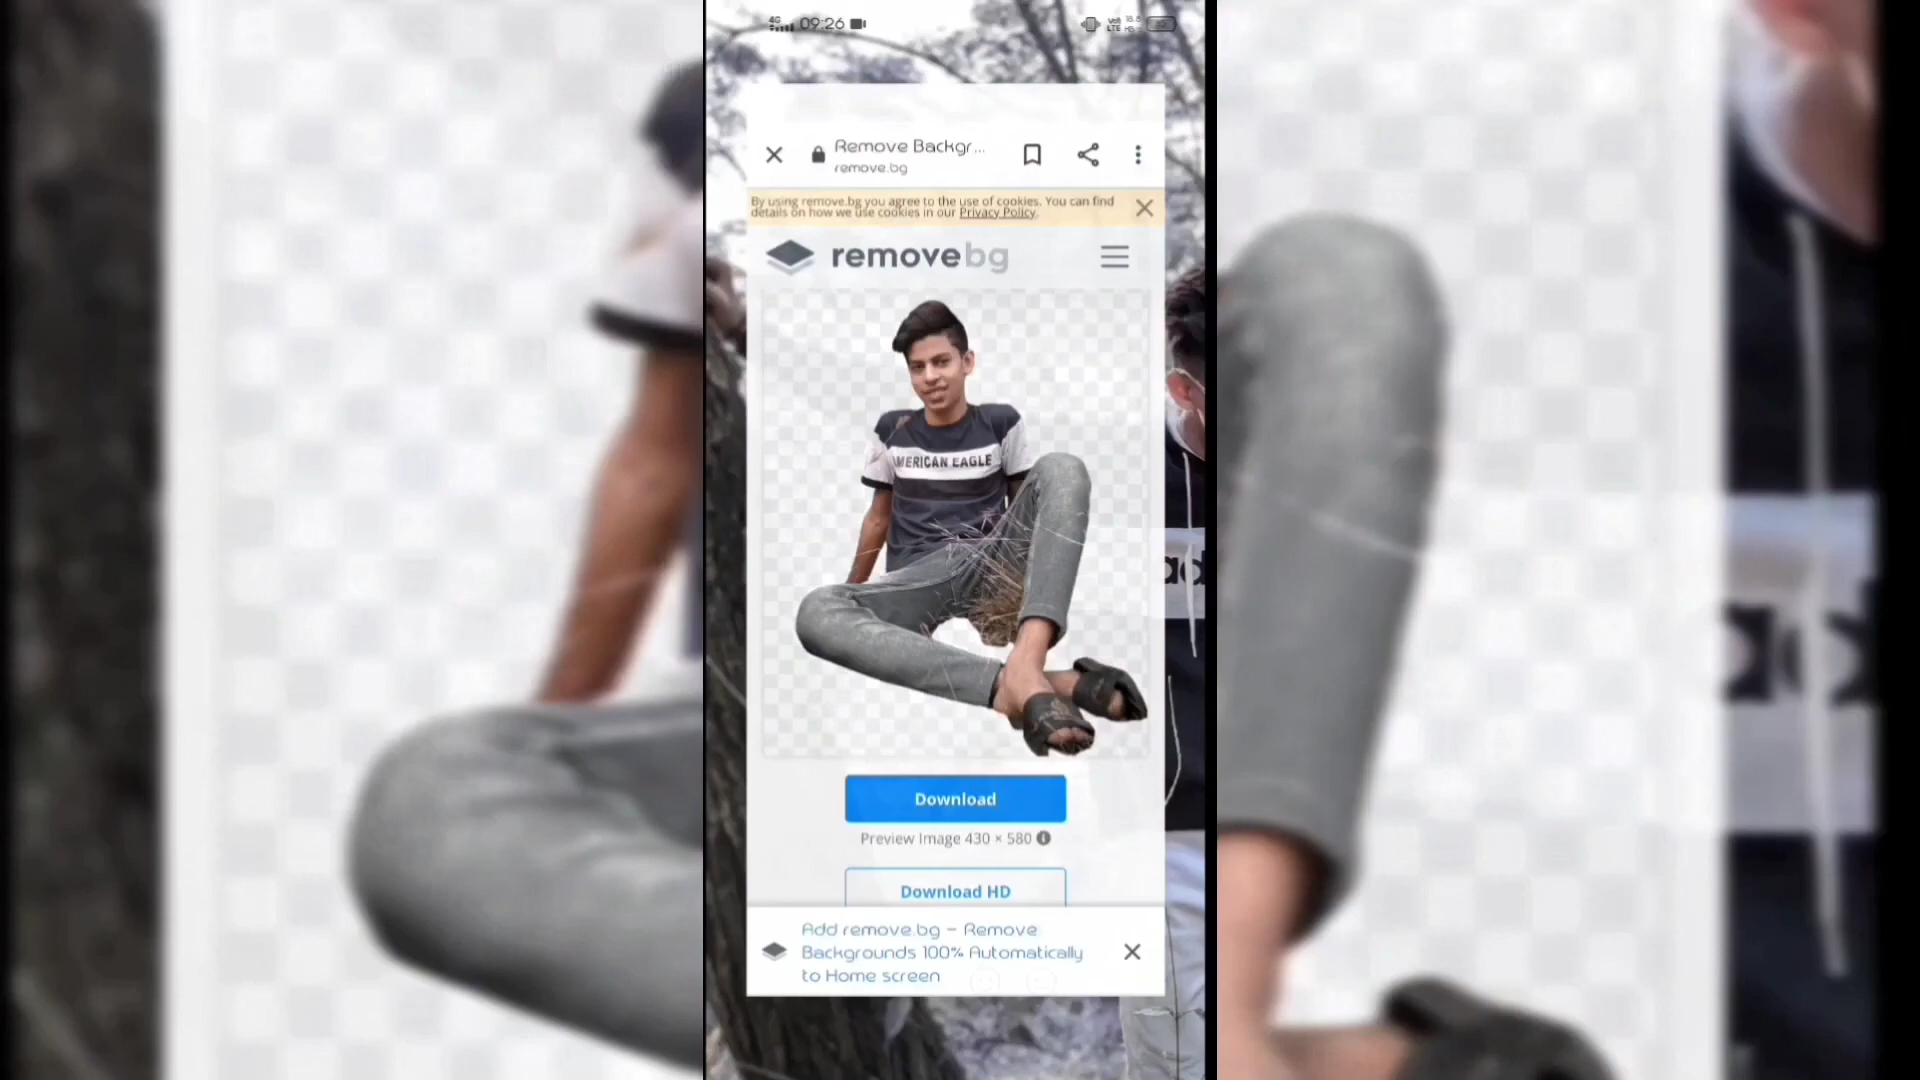 4G 09:26
Remove Backgr...
remove.bg
By using remove.bg you agree to the use of cookies. You can find
details on how we use cookies in our Privacy Policy.
removebg
MERICAN EAGLE
ad
Download
Preview Image 430 × 580
Download HD
Add remove.bg – Remove
Backgrounds 100% Automatically
to Home screen